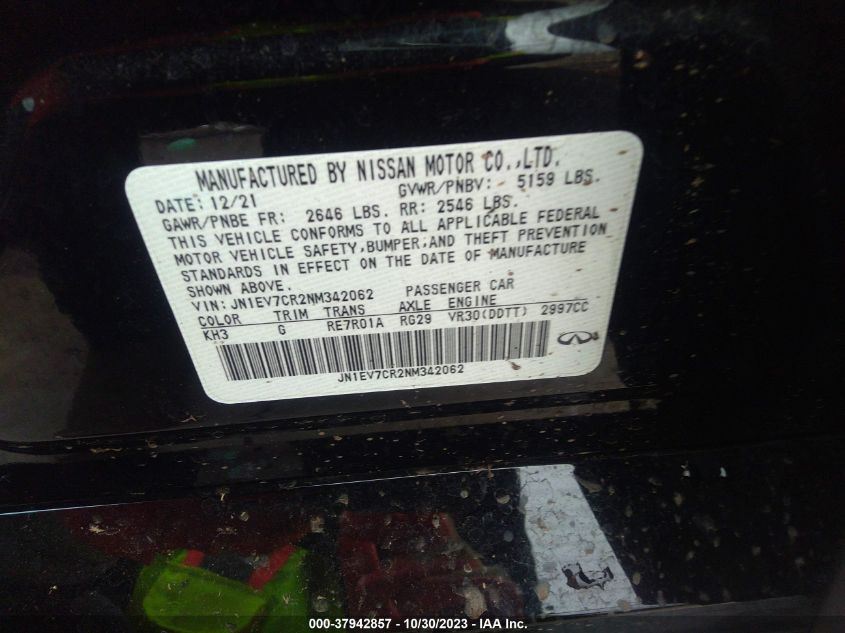 MANUFACTURED BY NISSAN MOTOR CO.,LTD.
DATE: 12/21 GVWR/PNBV: 5159 LBS.
GAWR/PNBE FR: 2646 LBS. RR: 2546 LBS.
THIS VEHICLE CONFORMS TO ALL APPLICABLE FEDERAL
MOTOR VEHICLE SAFETY,BUMPER,AND THEFT PREVENTION
STANDARDS IN EFFECT ON THE DATE OF MANUFACTURE
SHOWN ABOVE.
VIN: JN1EV7CR2NM342062 PASSENGER CAR
COLOR TRIM TRANS AXLE ENGINE
KH3 G RE7R01A RG29 VR30(DDTT) 2997CC
JN1EV7CR2NM342062
000-37942857 - 10/30/2023 - IAA Inc.